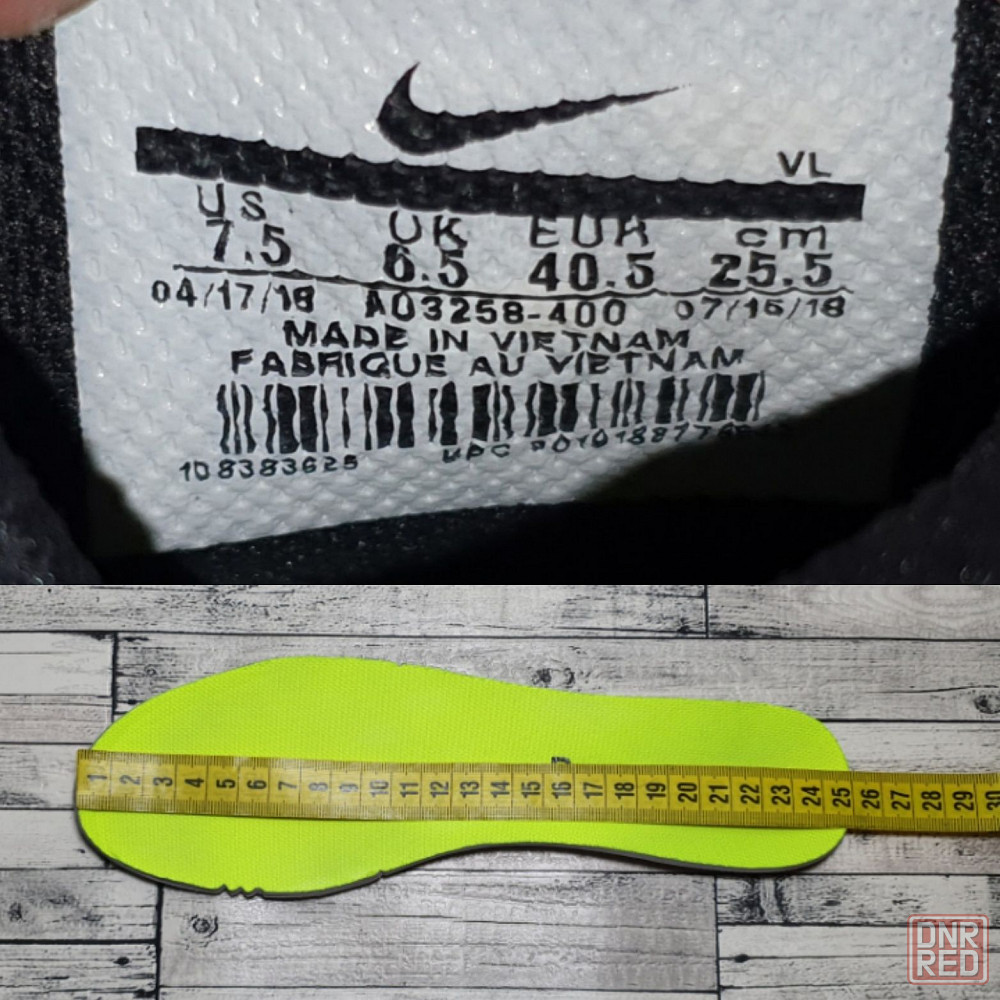 VL
US UK EUR cm
7.5 6.5 40.5 25.5
04/17/18 AO3258-400 07/15/18
MADE IN VIETNAM
FABRIQUE AU VIETNAM
108383625 UPC
1 2 3 4 5 6 7 8 9 10 11 12 13 14 15 16 17 18 19 20 21 22 23 24 25 26 27 28 29 30
DNR
RED